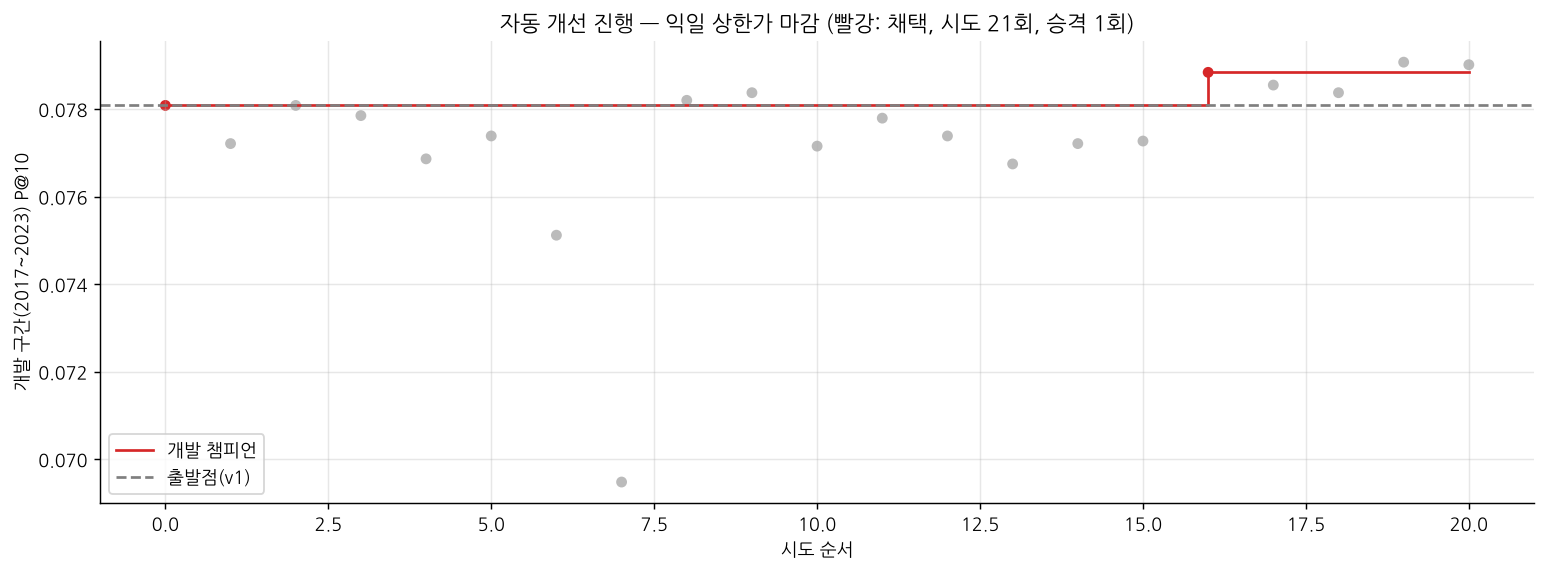 자동 개선 진행 — 익일 상한가 마감 (빨강: 채택, 시도 21회, 승격 1회)
개발 구간(2017~2023) P@10
0.078
0.076
0.074
0.072
0.070
개발 챔피언
출발점(v1)
0.0 2.5 5.0 7.5 10.0 12.5 15.0 17.5 20.0
시도 순서